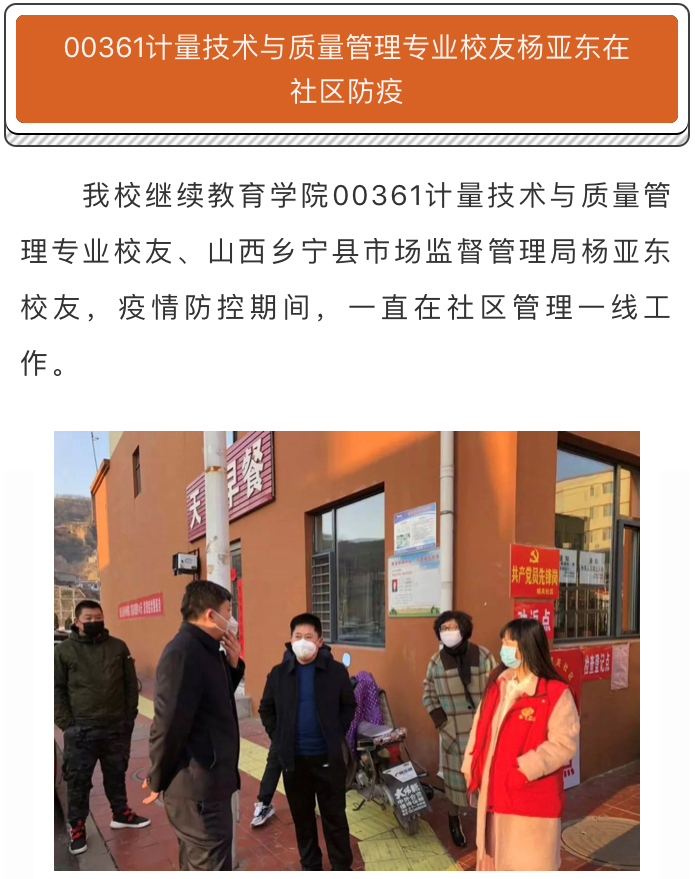 00361计量技术与质量管理专业校友杨亚东在
社区防疫
我校继续教育学院00361计量技术与质量管
理专业校友、山西乡宁县市场监督管理局杨亚东
校友，疫情防控期间，一直在社区管理一线工
作。
早餐
共产党员先锋岗
检查登记点